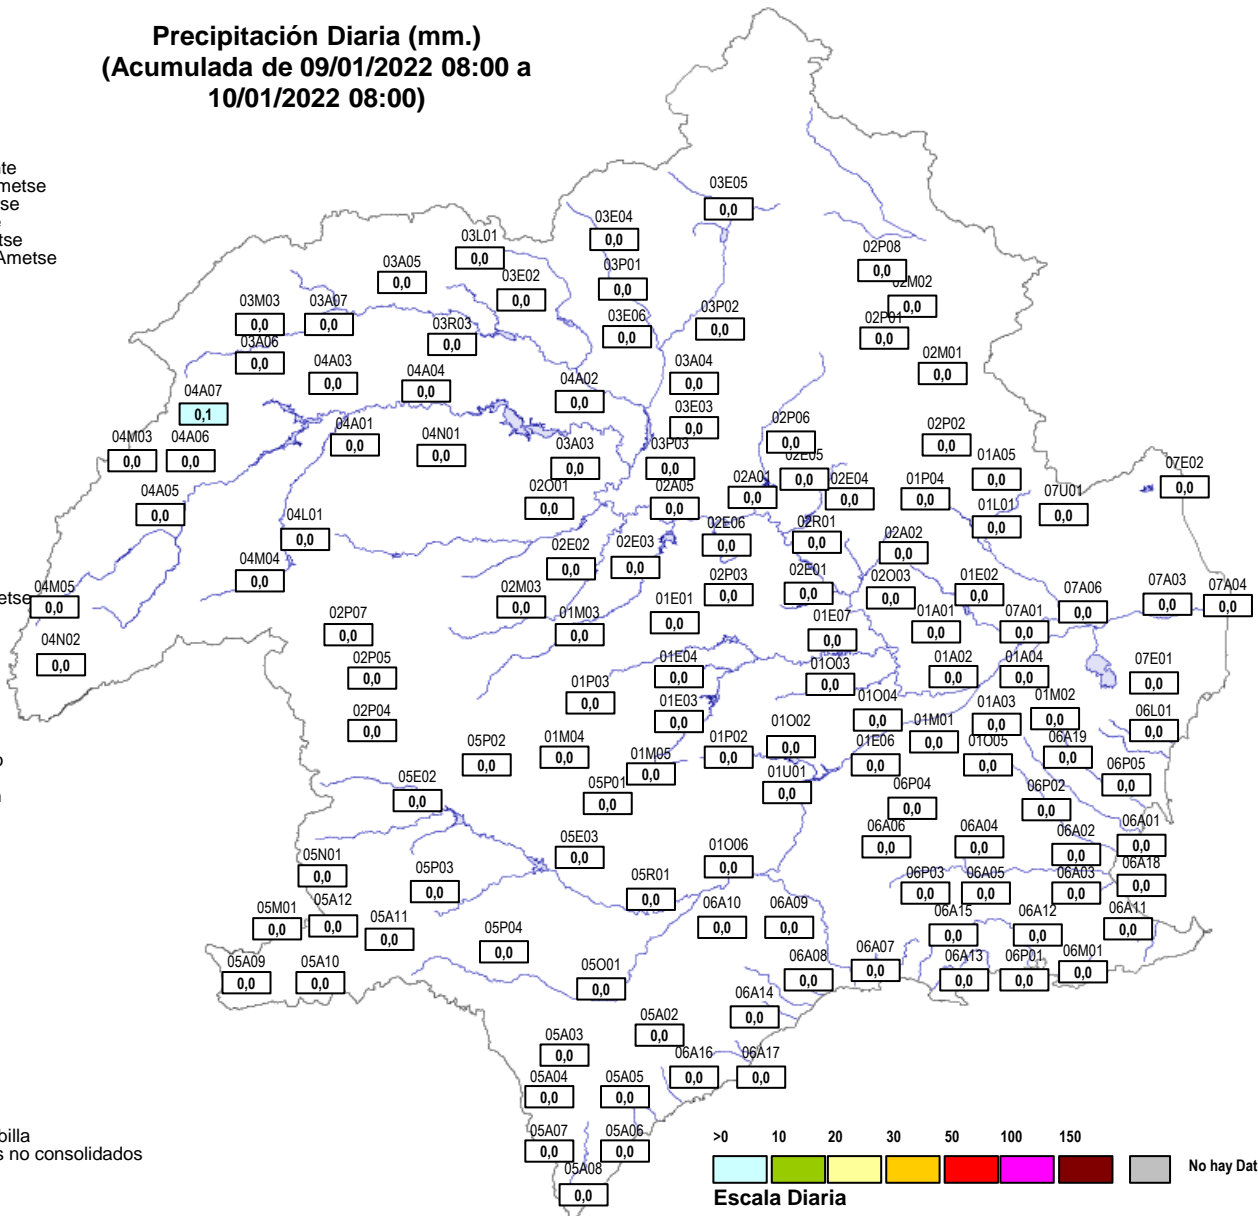 Precipitación Diaria (mm.)
(Acumulada de 09/01/2022 08:00 a
10/01/2022 08:00)
te
metse
se
tse
Ametse
etse
o
n
billa
s no consolidados
03E05
0,0
03E04
0,0
03L01
0,0
02P08
0,0
03A05
0,0
03P01
0,0
03E02
0,0
02M02
0,0
03M03
0,0
03A07
0,0
03P02
0,0
03R03
0,0
03E06
0,0
02P01
0,0
03A06
0,0
04A03
0,0
04A04
0,0
03A04
0,0
02M01
0,0
04A07
0,1
04A02
0,0
03E03
0,0
04A01
0,0
04N01
0,0
02P06
0,0
02P02
0,0
04M03
0,0
04A06
0,0
03A03
0,0
03P03
0,0
02E05
0,0
01A05
0,0
07E02
0,0
04A05
0,0
02O01
0,0
02A05
0,0
02A01
0,0
02E04
0,0
01P04
0,0
01L01
0,0
07U01
0,0
04L01
0,0
02E06
0,0
02R01
0,0
02A02
0,0
04M04
0,0
02E02
0,0
02E03
0,0
04M05
0,0
02M03
0,0
02P03
0,0
02E01
0,0
02O03
0,0
01E02
0,0
07A06
0,0
07A03
0,0
07A04
0,0
02P07
0,0
01M03
0,0
01E01
0,0
01E07
0,0
01A01
0,0
07A01
0,0
04N02
0,0
02P05
0,0
01E04
0,0
01O03
0,0
01A02
0,0
01A04
0,0
07E01
0,0
01P03
0,0
02P04
0,0
01E03
0,0
01O04
0,0
01A03
0,0
01M02
0,0
06L01
0,0
05P02
0,0
01M04
0,0
01M05
0,0
01P02
0,0
01O02
0,0
01E06
0,0
01M01
0,0
01O05
0,0
06A19
0,0
05E02
0,0
05P01
0,0
01U01
0,0
06P04
0,0
06P02
0,0
06P05
0,0
05E03
0,0
01O06
0,0
06A06
0,0
06A04
0,0
06A02
0,0
06A01
0,0
05N01
0,0
05P03
0,0
05R01
0,0
06P03
0,0
06A05
0,0
06A03
0,0
06A18
0,0
05M01
0,0
05A12
0,0
05A11
0,0
06A10
0,0
06A09
0,0
06A15
0,0
06A12
0,0
06A11
0,0
05P04
0,0
05A09
0,0
05A10
0,0
05O01
0,0
06A08
0,0
06A07
0,0
06A13
0,0
06P01
0,0
06M01
0,0
05A02
0,0
06A14
0,0
05A03
0,0
06A16
0,0
06A17
0,0
05A04
0,0
05A05
0,0
05A07
0,0
05A06
0,0
05A08
0,0
>0 10 20 30 50 100 150
No hay Dat
Escala Diaria